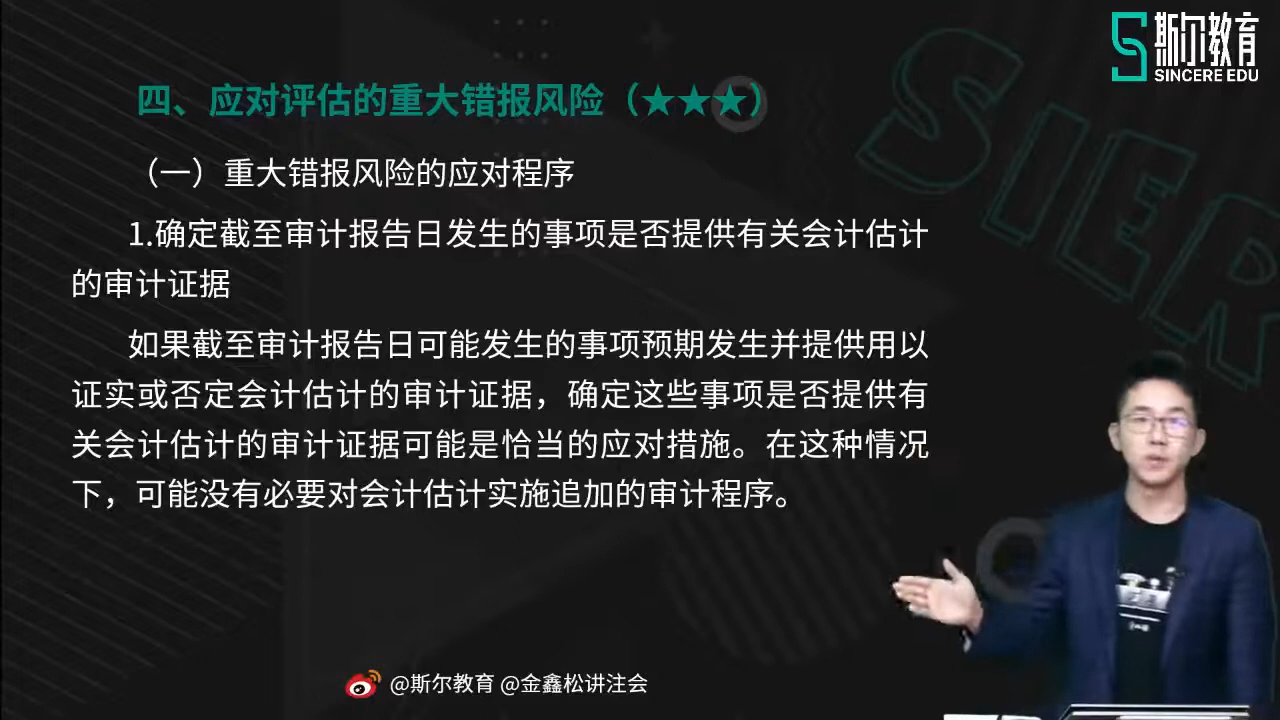 斯尔教育
SINCERE EDU
四、应对评估的重大错报风险（★★★）
（一）重大错报风险的应对程序
1.确定截至审计报告日发生的事项是否提供有关会计估计
的审计证据
如果截至审计报告日可能发生的事项预期发生并提供用以
证实或否定会计估计的审计证据，确定这些事项是否提供有
关会计估计的审计证据可能是恰当的应对措施。在这种情况
下，可能没有必要对会计估计实施追加的审计程序。
@斯尔教育 @金鑫松讲注会
SIER